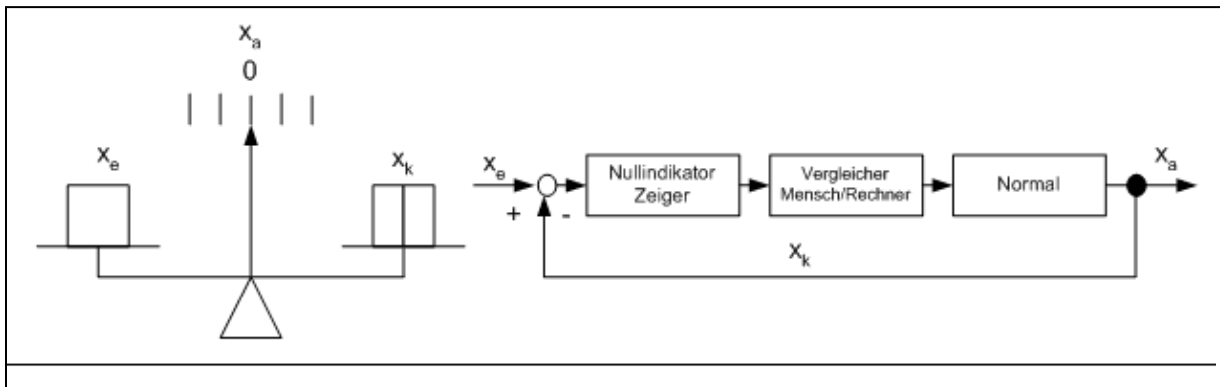 x_a
0
x_e
x_k
x_e
+
-
Nullindikator
Zeiger
Vergleicher
Mensch/Rechner
Normal
x_a
x_k